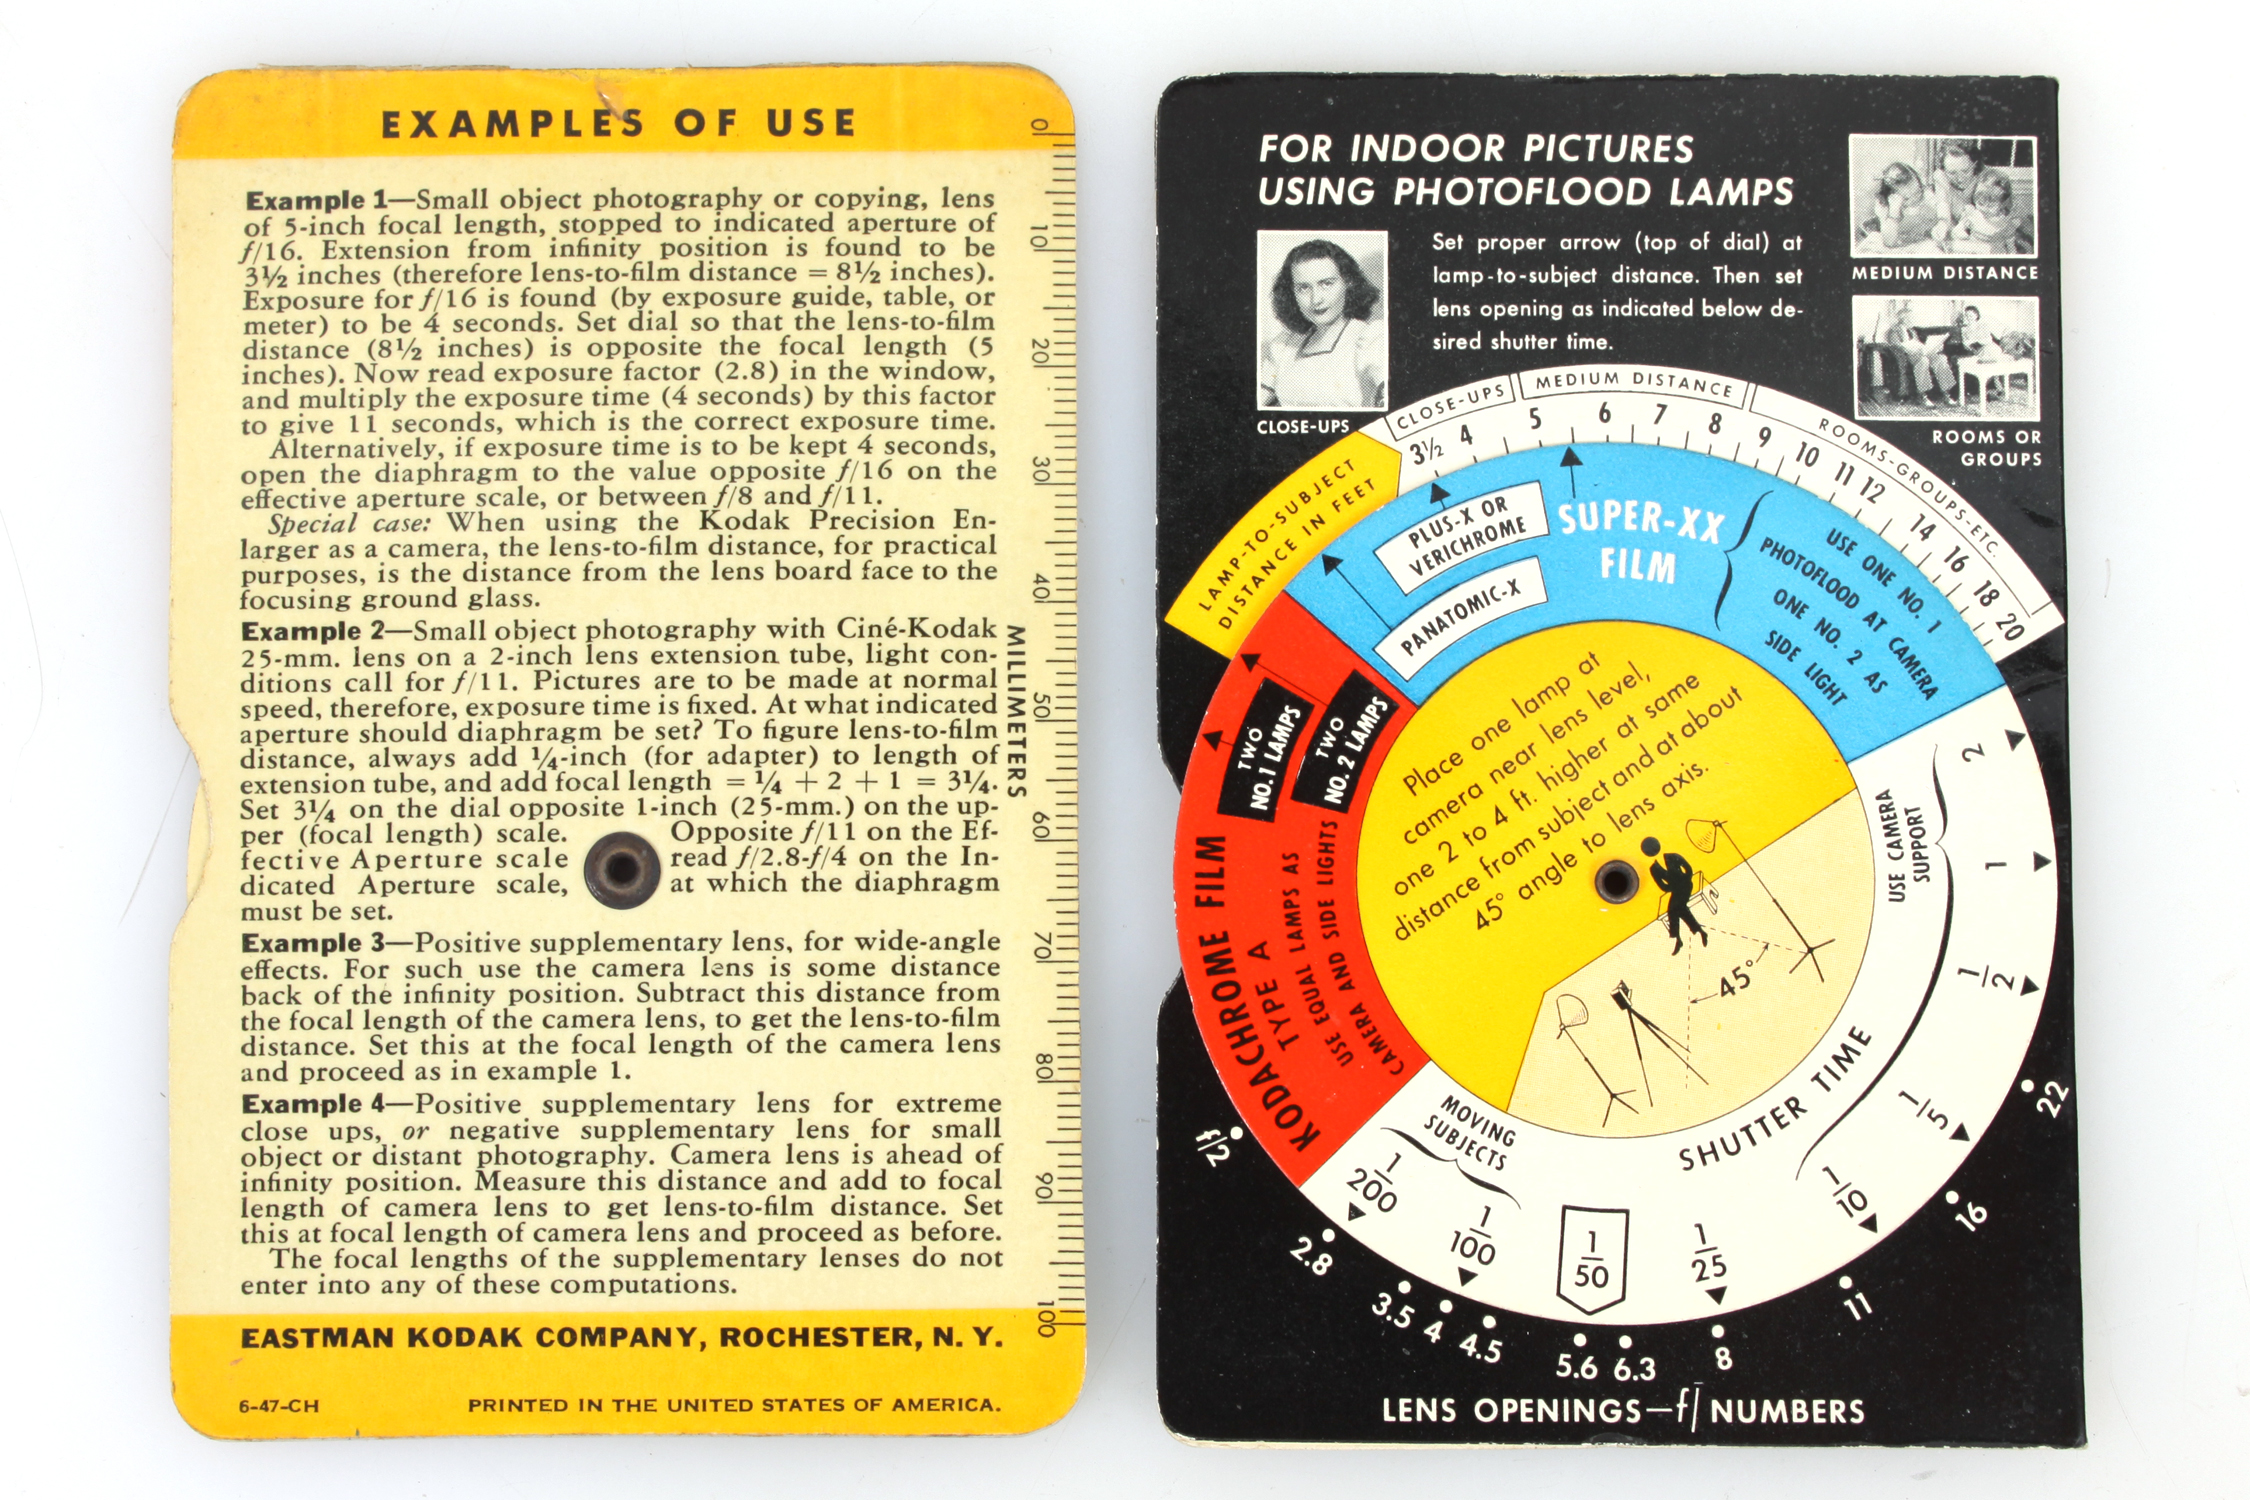 EXAMPLES OF USE
Example 1—Small object photography or copying, lens
of 5-inch focal length, stopped to indicated aperture of
f/16. Extension from infinity position is found to be
3½ inches (therefore lens-to-film distance = 8½ inches).
Exposure for f/16 is found (by exposure guide, table, or
meter) to be 4 seconds. Set dial so that the lens-to-film
distance (8½ inches) is opposite the focal length (5
inches). Now read exposure factor (2.8) in the window,
and multiply the exposure time (4 seconds) by this factor
to give 11 seconds, which is the correct exposure time.
Alternatively, if exposure time is to be kept 4 seconds,
open the diaphragm to the value opposite f/16 on the
effective aperture scale, or between f/8 and f/11.
Special case: When using the Kodak Precision En-
larger as a camera, the lens-to-film distance, for practical
purposes, is the distance from the lens board face to the
focusing ground glass.
Example 2—Small object photography with Ciné-Kodak
25-mm. lens on a 2-inch lens extension tube, light con-
ditions call for f/11. Pictures are to be made at normal
speed, therefore, exposure time is fixed. At what indicated
aperture should diaphragm be set? To figure lens-to-film
distance, always add ¼-inch (for adapter) to length of
extension tube, and add focal length = ¼ + 2 + 1 = 3¼.
Set 3¼ on the dial opposite 1-inch (25-mm.) on the up-
per (focal length) scale. Opposite f/11 on the Ef-
fective Aperture scale read f/2.8-f/4 on the In-
dicated Aperture scale, at which the diaphragm
must be set.
Example 3—Positive supplementary lens, for wide-angle
effects. For such use the camera lens is some distance
back of the infinity position. Subtract this distance from
the focal length of the camera lens, to get the lens-to-film
distance. Set this at the focal length of the camera lens
and proceed as in example 1.
Example 4—Positive supplementary lens for extreme
close ups, or negative supplementary lens for small
object or distant photography. Camera lens is ahead of
infinity position. Measure this distance and add to focal
length of camera lens to get lens-to-film distance. Set
this at focal length of camera lens and proceed as before.
The focal lengths of the supplementary lenses do not
enter into any of these computations.
EASTMAN KODAK COMPANY, ROCHESTER, N. Y.
6-47-CH PRINTED IN THE UNITED STATES OF AMERICA.
0 10 20 30 40 50 60 70 80 90 100
MILLIMETERS
FOR INDOOR PICTURES
USING PHOTOFLOOD LAMPS
Set proper arrow (top of dial) at
lamp-to-subject distance. Then set
lens opening as indicated below de-
sired shutter time.
CLOSE-UPS
MEDIUM DISTANCE
ROOMS OR
GROUPS
CLOSE-UPS MEDIUM DISTANCE ROOMS-GROUPS-ETC.
LAMP-TO-SUBJECT
DISTANCE IN FEET
3½ 4 5 6 7 8 9 10 11 12 14 16 18 20
PLUS-X OR
VERICHROME
PANATOMIC-X
SUPER-XX
FILM
USE ONE NO. 1
PHOTOFLOOD AT CAMERA
ONE NO. 2 AS
SIDE LIGHT
TWO
NO.1 LAMPS
TWO
NO. 2 LAMPS
KODACHROME FILM
TYPE A
USE EQUAL LAMPS AS
CAMERA AND SIDE LIGHTS
Place one lamp at
camera near lens level,
one 2 to 4 ft. higher at same
distance from subject and at about
45° angle to lens axis.
45°
MOVING
SUBJECTS
SHUTTER TIME
USE CAMERA
SUPPORT
1/200 1/100 1/50 1/25 1/10 1/5 1/2 1 2
f/2 2.8 3.5 4 4.5 5.6 6.3 8 11 16 22
LENS OPENINGS—f/ NUMBERS